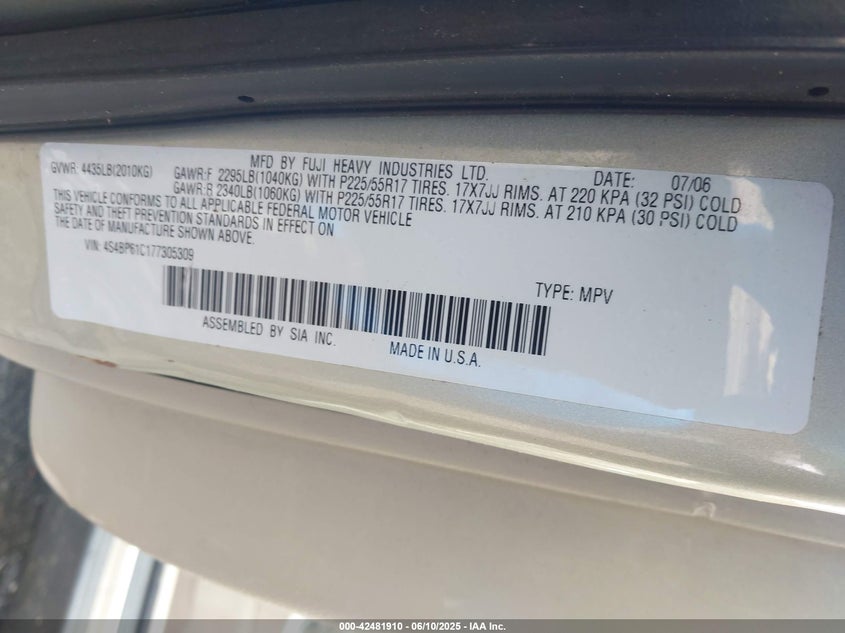 MFD BY FUJI HEAVY INDUSTRIES LTD. DATE: 07/06
GVWR: 4435LB(2010KG) GAWR:F 2295LB(1040KG) WITH P225/55R17 TIRES. 17X7JJ RIMS. AT 220 KPA (32 PSI) COLD
GAWR:R 2340LB(1060KG) WITH P225/55R17 TIRES. 17X7JJ RIMS. AT 210 KPA (30 PSI) COLD
THIS VEHICLE CONFORMS TO ALL APPLICABLE FEDERAL MOTOR VEHICLE
SAFETY AND THEFT PREVENTION STANDARDS IN EFFECT ON
THE DATE OF MANUFACTURE SHOWN ABOVE.
VIN: 4S4BP61C177305309
TYPE: MPV
ASSEMBLED BY SIA INC.
MADE IN U.S.A.
000-42481910 - 06/10/2025 - IAA Inc.